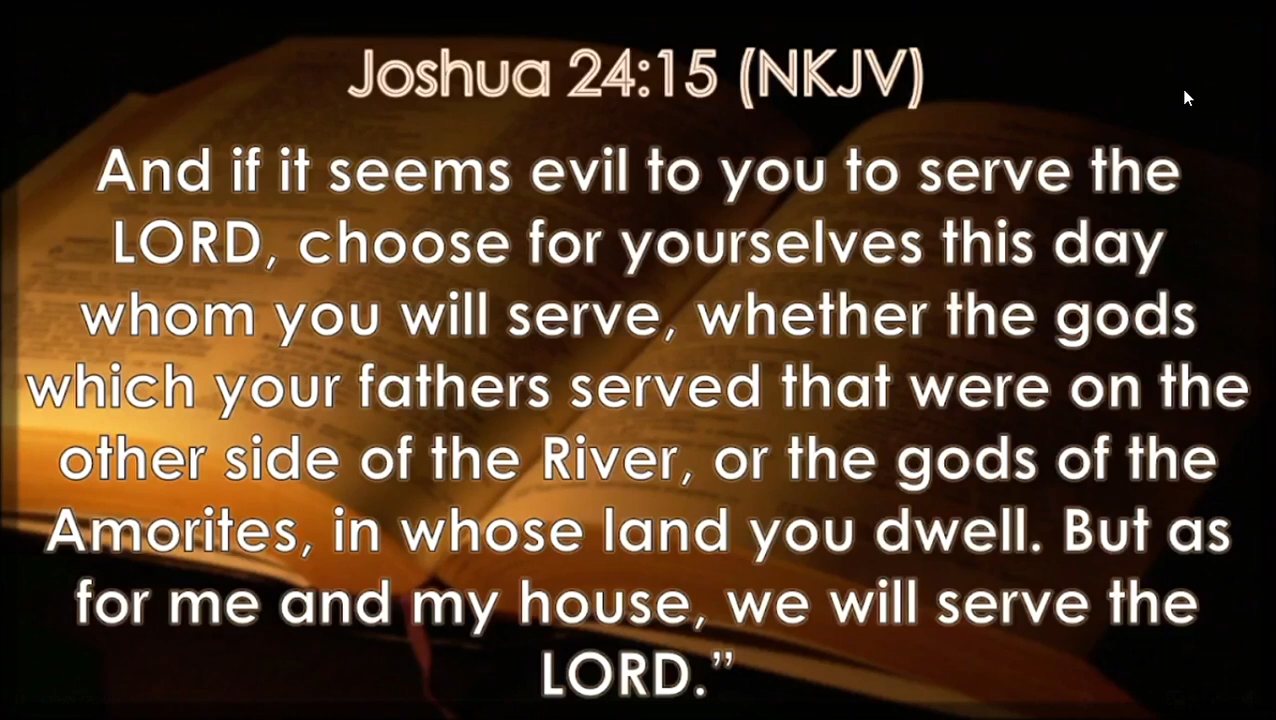 Joshua 24:15 (NKJV)
And if it seems evil to you to serve the
LORD, choose for yourselves this day
whom you will serve, whether the gods
which your fathers served that were on the
other side of the River, or the gods of the
Amorites, in whose land you dwell. But as
for me and my house, we will serve the
LORD.”